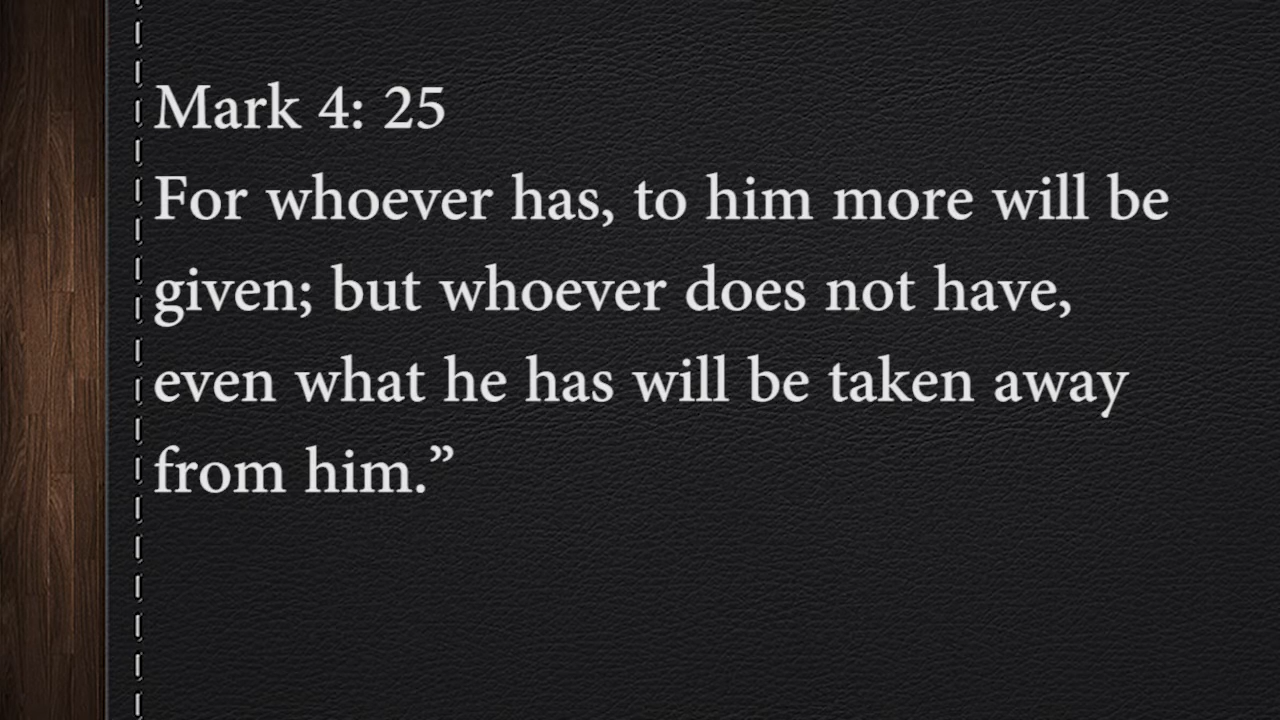 Mark 4: 25
For whoever has, to him more will be
given; but whoever does not have,
even what he has will be taken away
from him.”